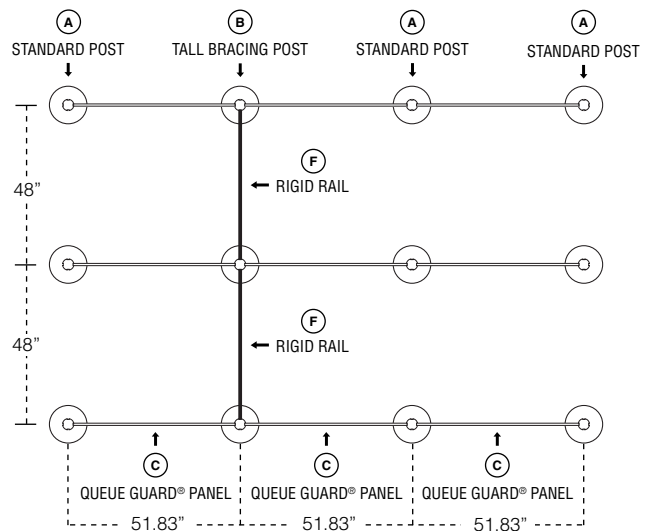 A B A A
STANDARD POST TALL BRACING POST STANDARD POST STANDARD POST
F
48”
RIGID RAIL
F
48”
RIGID RAIL
C C C
QUEUE GUARD® PANEL QUEUE GUARD® PANEL QUEUE GUARD® PANEL
51.83” 51.83” 51.83”